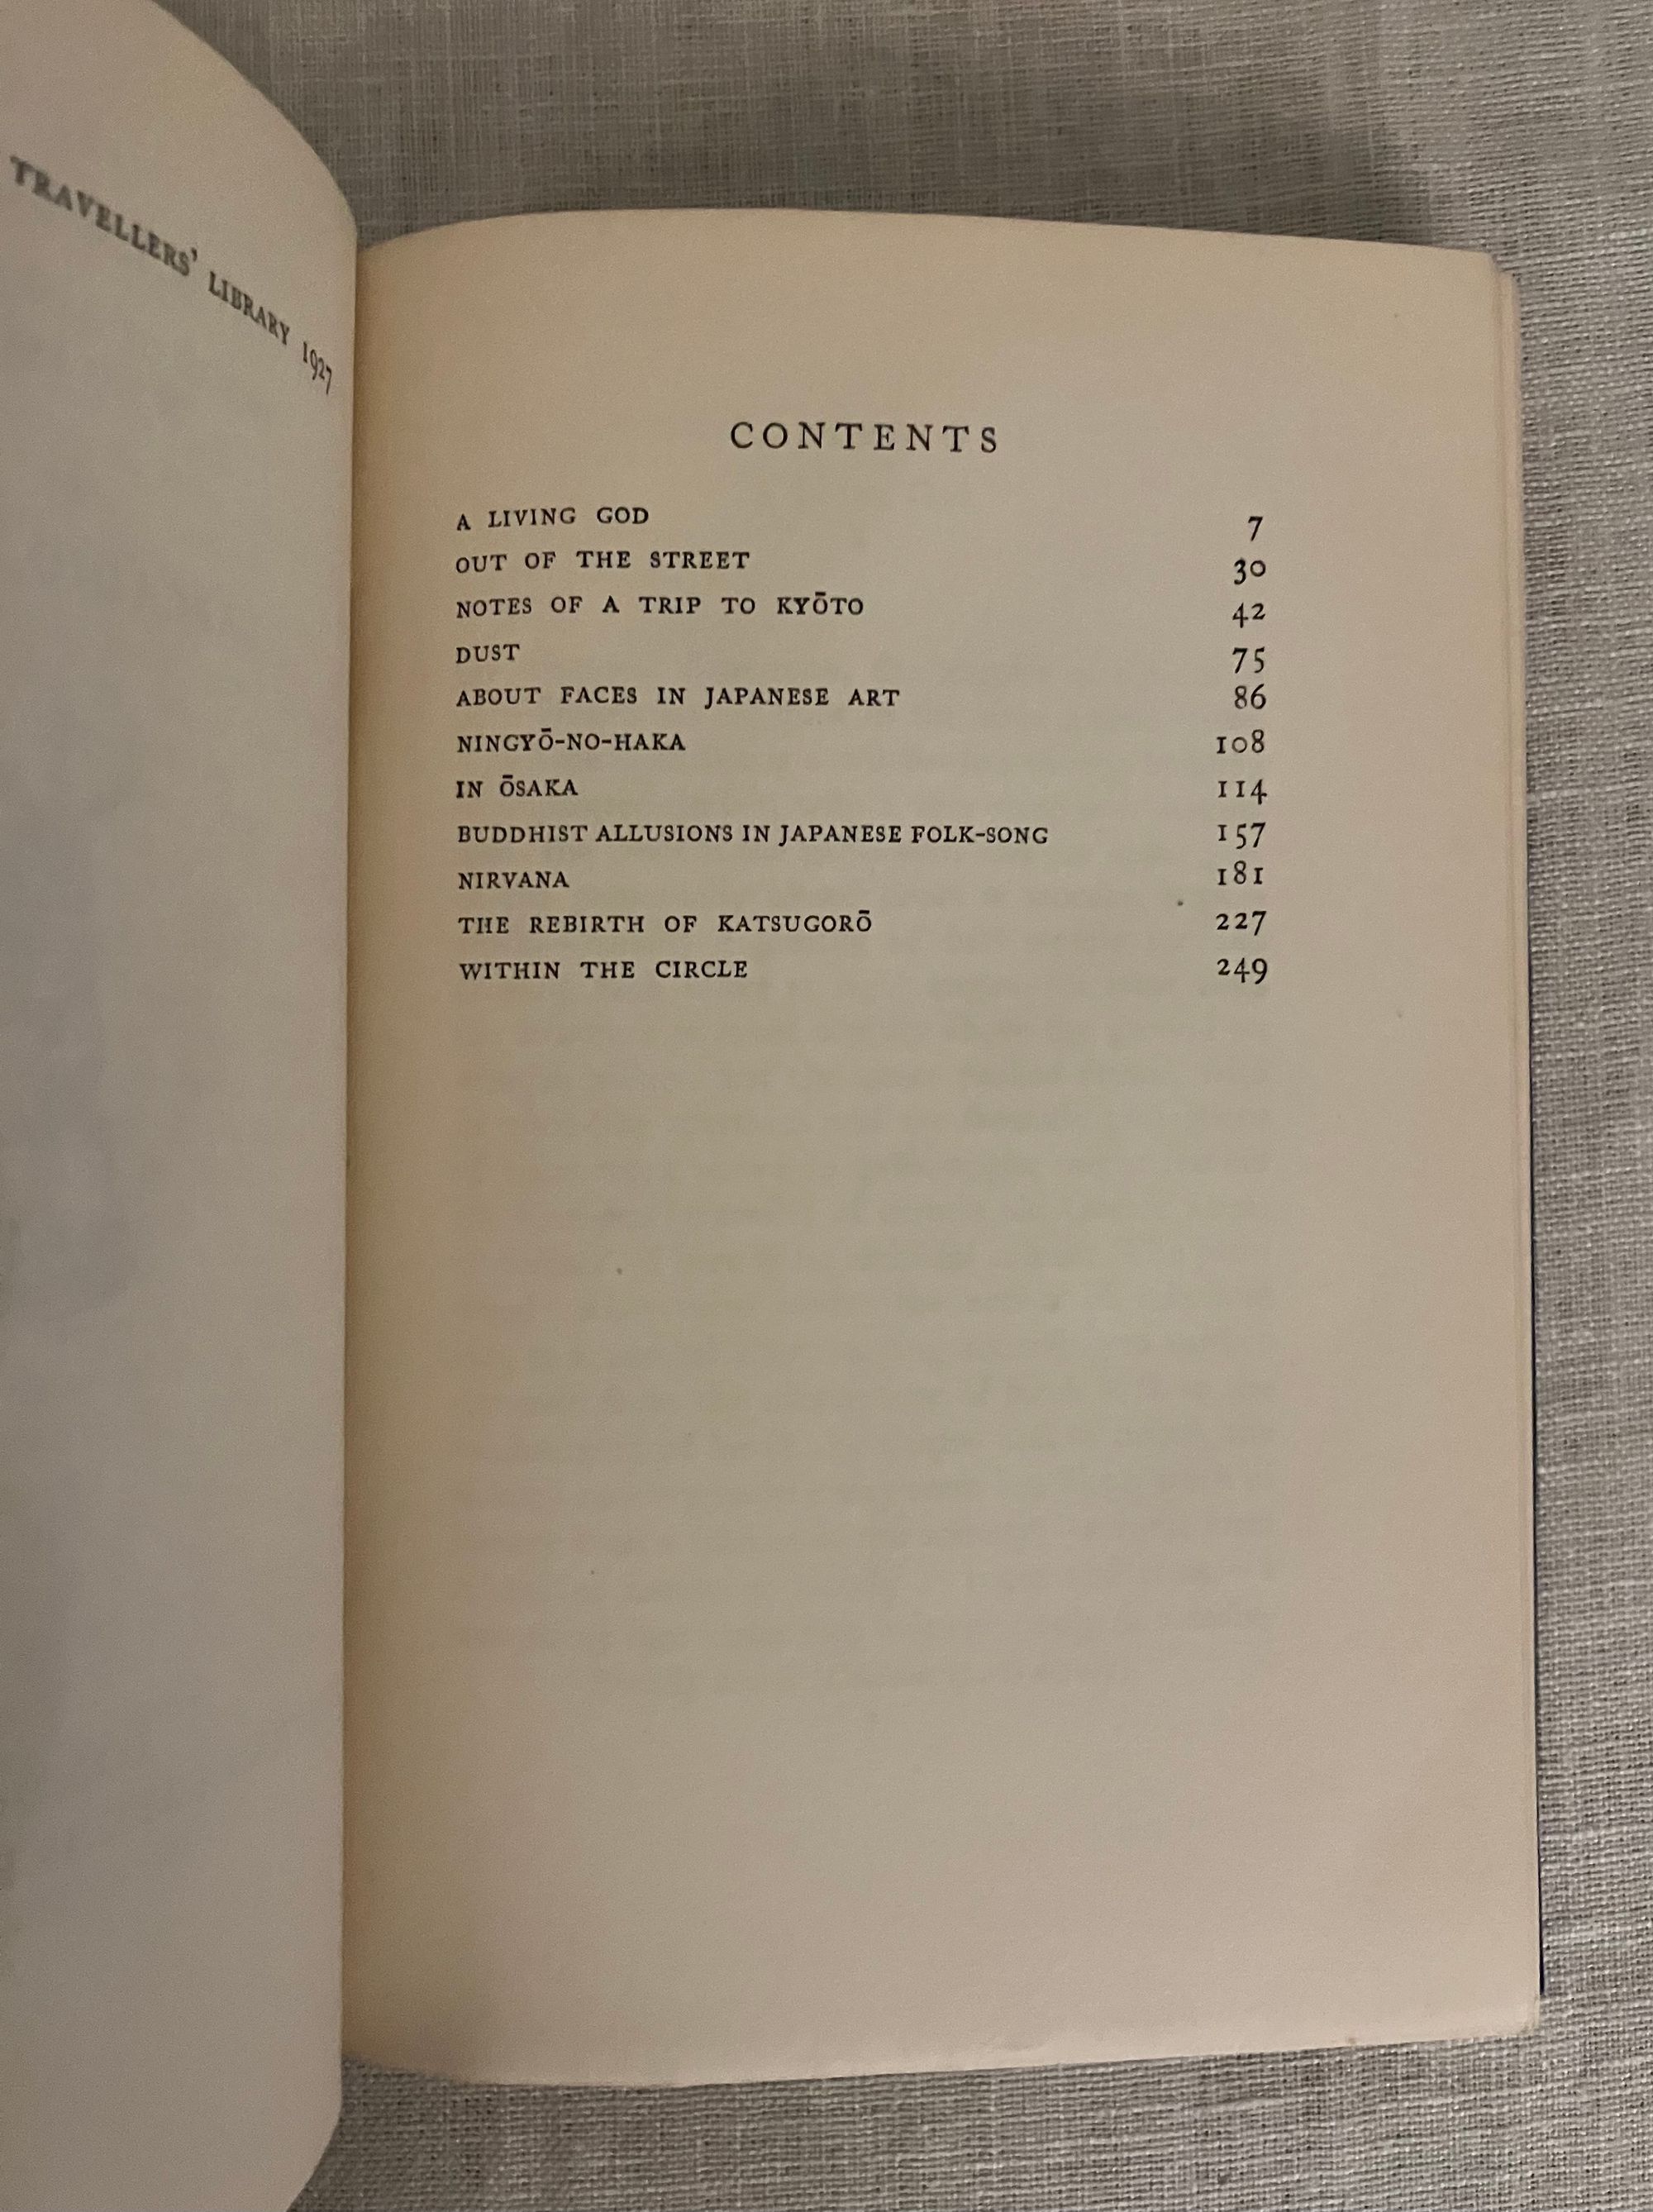 TRAVELLERS' LIBRARY 1927
CONTENTS
A LIVING GOD 7
OUT OF THE STREET 30
NOTES OF A TRIP TO KYŌTO 42
DUST 75
ABOUT FACES IN JAPANESE ART 86
NINGYŌ-NO-HAKA 108
IN ŌSAKA 114
BUDDHIST ALLUSIONS IN JAPANESE FOLK-SONG 157
NIRVANA 181
THE REBIRTH OF KATSUGORŌ 227
WITHIN THE CIRCLE 249